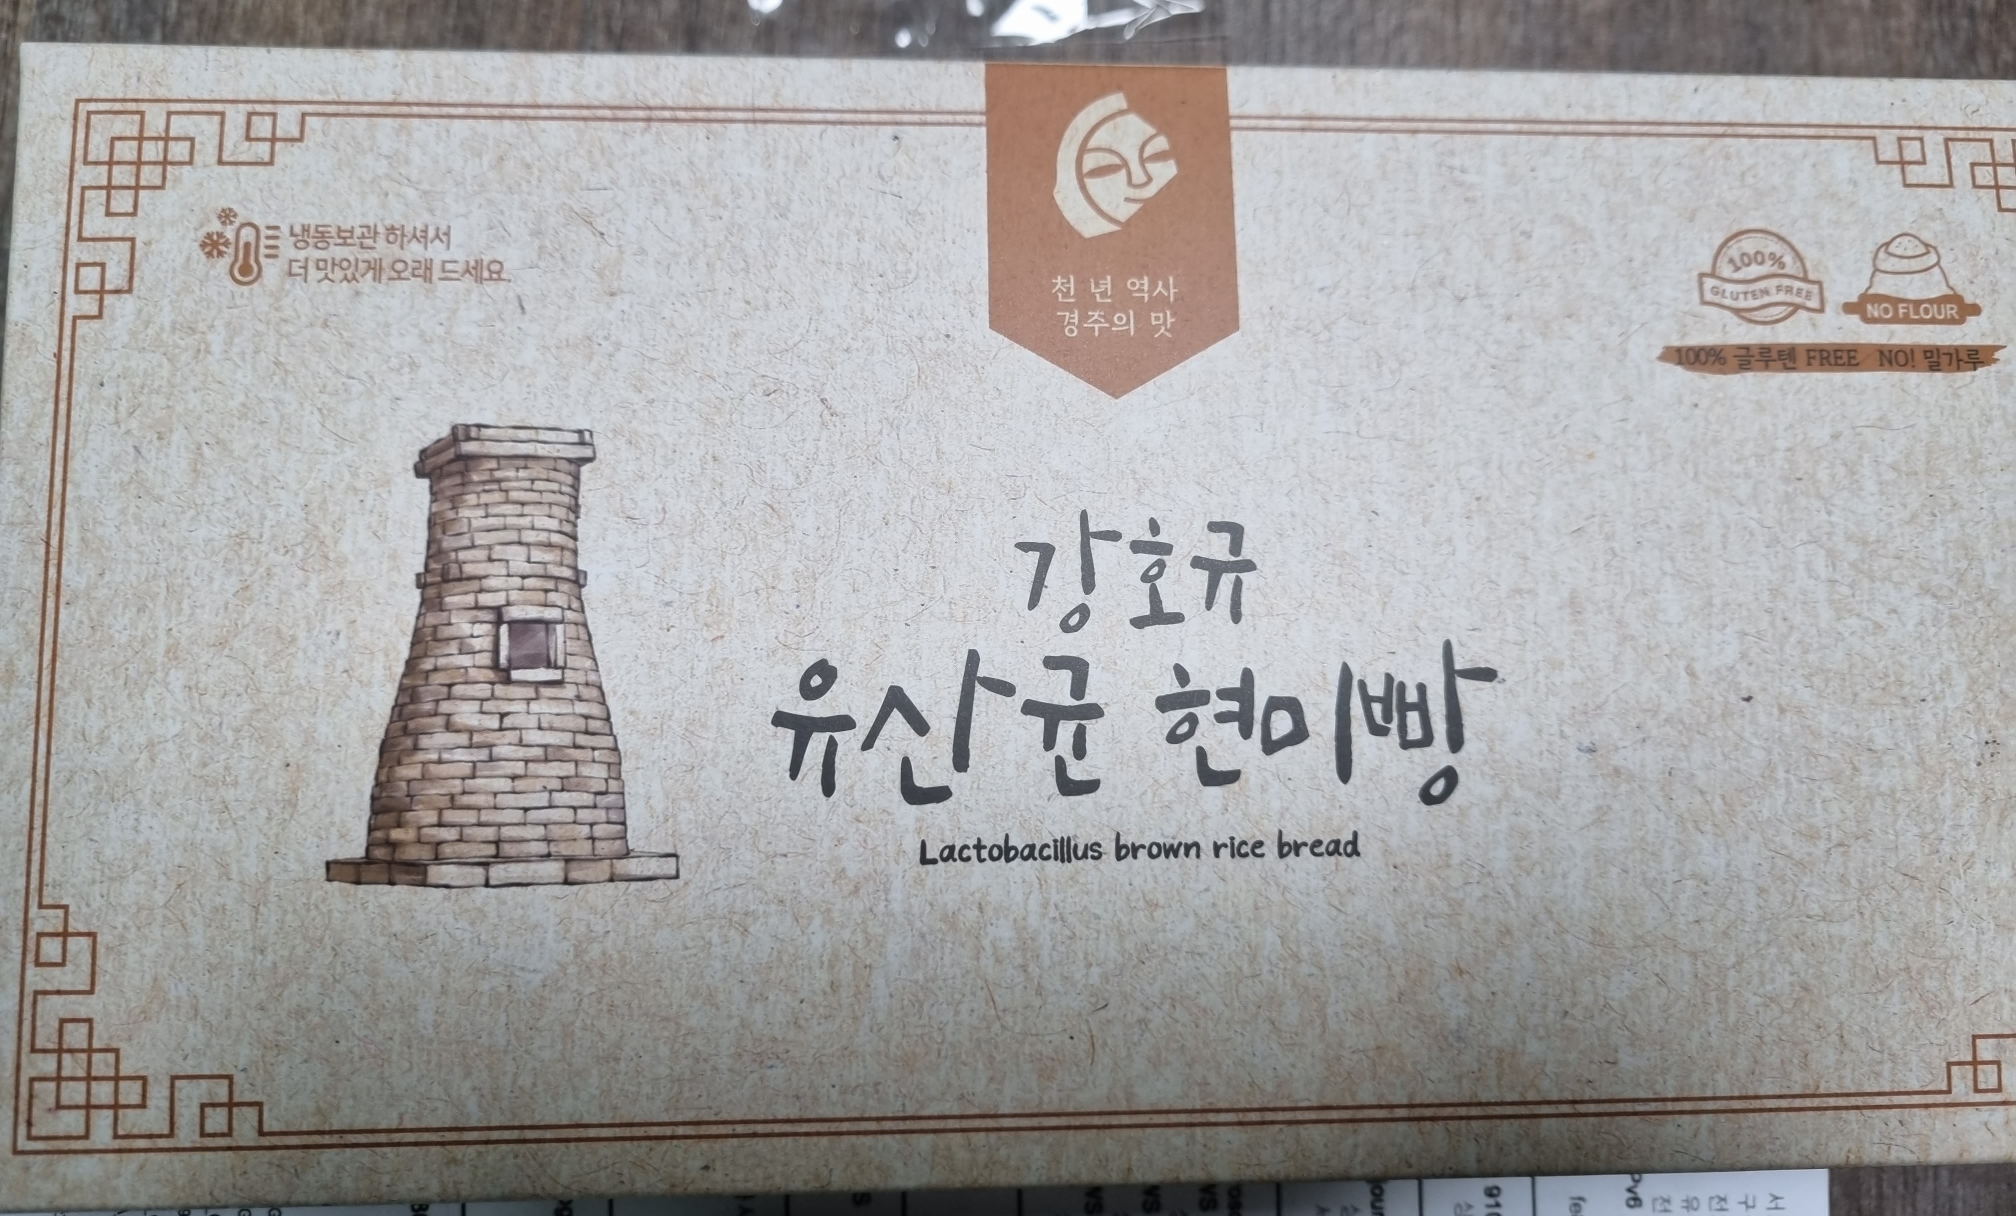 천 년 역사
경주의 맛
냉동보관 하셔서
더 맛있게 오래 드세요.
100%
GLUTEN FREE
NO FLOUR
100% 글루텐 FREE NO! 밀가루
강호규
유산균 현미빵
Lactobacillus brown rice bread